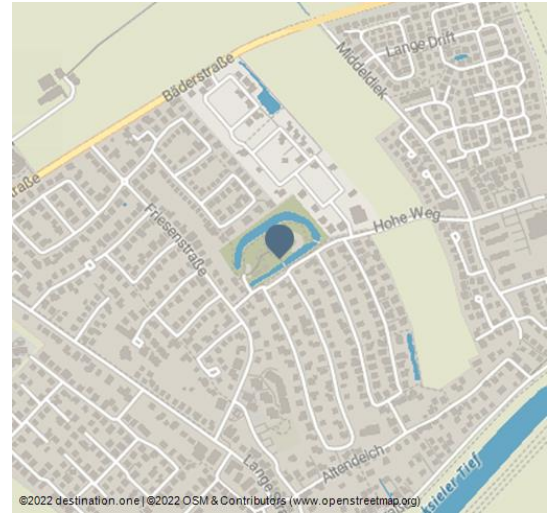 Lange Drift
Middeldiek
Bäderstraße
straße
Hohe Weg
Friesenstraße
Altendeich
Lange
ksieler Tief
©2022 destination.one | ©2022 OSM & Contributors (www.openstreetmap.org)